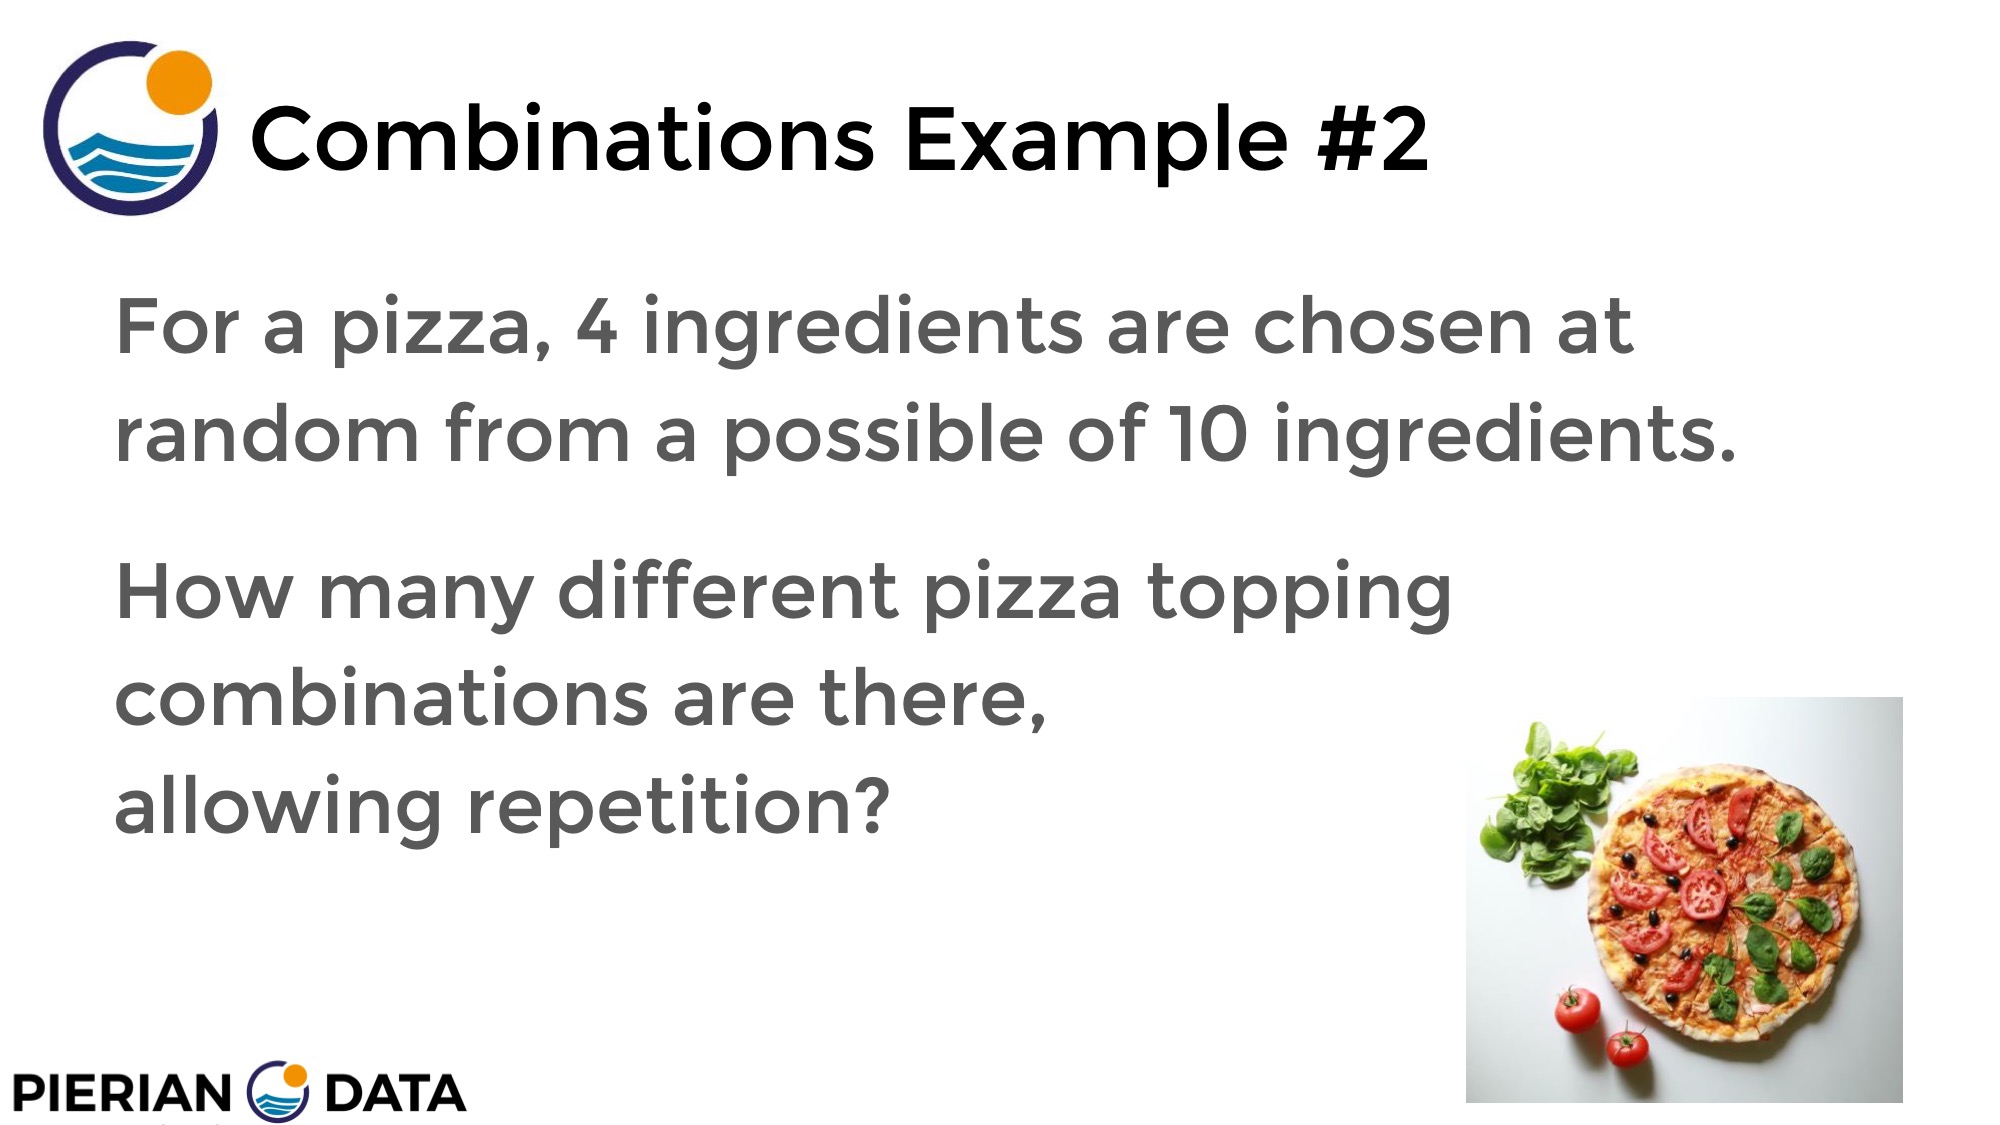 Combinations Example #2
For a pizza, 4 ingredients are chosen at
random from a possible of 10 ingredients.
How many different pizza topping
combinations are there,
allowing repetition?
PIERIAN DATA